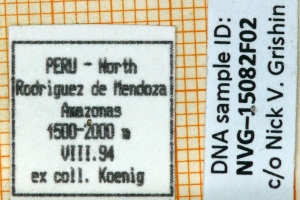 PERU - North
Rodriguez de Mendoza
Amazonas
1500-2000 m
VIII.94
ex coll. Koenig
DNA sample ID:
NVG-15082F02
c/o Nick V. Grishin